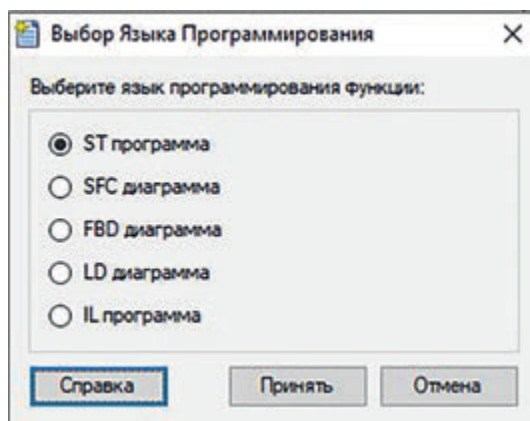 Выбор Языка Программирования
Выберите язык программирования функции:
ST программа
SFC диаграмма
FBD диаграмма
LD диаграмма
IL программа
Справка Принять Отмена